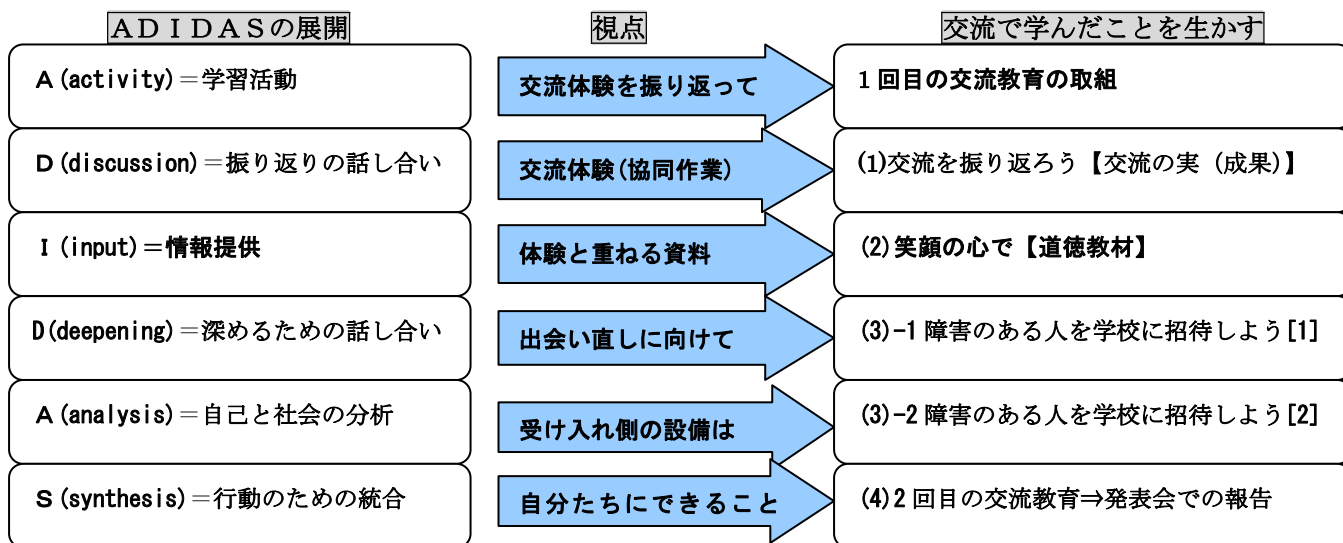 ＡＤＩＤＡＳの展開
視点
交流で学んだことを生かす
Ａ(activity)＝学習活動
交流体験を振り返って
1 回目の交流教育の取組
Ｄ(discussion)＝振り返りの話し合い
交流体験(協同作業)
(1)交流を振り返ろう【交流の実（成果)】
Ｉ(input)＝情報提供
体験と重ねる資料
(2)笑顔の心で【道徳教材】
D(deepening)＝深めるための話し合い
出会い直しに向けて
(3)-1 障害のある人を学校に招待しよう[1]
Ａ(analysis)＝自己と社会の分析
受け入れ側の設備は
(3)-2 障害のある人を学校に招待しよう[2]
Ｓ(synthesis)＝行動のための統合
自分たちにできること
(4)2 回目の交流教育⇒発表会での報告